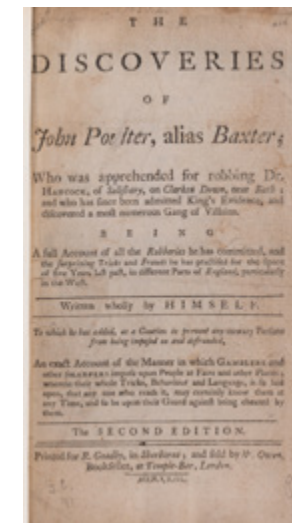 THE
DISCOVERIES
OF
John Poulter, alias Baxter;
Who was apprehended for robbing Dr.
HANCOCK, of Salisbury, on Clarken Down, near Bath;
and who has since been admitted King's Evidence, and
discovered a most numerous Gang of Villains.
BEING
A full Account of all the Robberies he has committed, and
the surprizing Tricks and Frauds he has practised for the Space
of five Years last past, in different Parts of England, particularly
in the West.
Written wholly by HIMSELF.
To which he has added, as a Caution to prevent any unwary Persons
from being imposed on and defrauded,
An exact Account of the Manner in which GAMBLERS and
other SHARPERS impose upon People at Fairs and other Places;
wherein their whole Tricks, Behaviour and Language, is so laid
open, that any one who reads it, may certainly know them at
any Time, and so be upon their Guard against being cheated by
them.
The SECOND EDITION.
Printed for R. Goadby, in Sherborne; and sold by W. Owen,
Bookseller, at Temple-Bar, London.